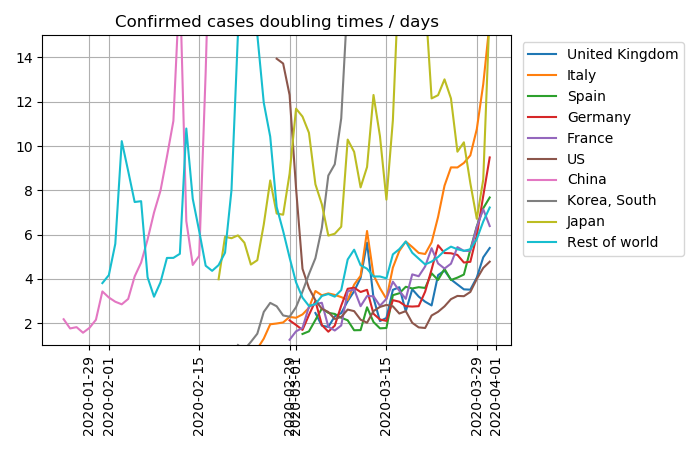 Confirmed cases doubling times / days
14
12
10
8
6
4
2
2020-01-29
2020-02-01
2020-02-15
2020-02-29
2020-03-01
2020-03-15
2020-03-29
2020-04-01
United Kingdom
Italy
Spain
Germany
France
US
China
Korea, South
Japan
Rest of world